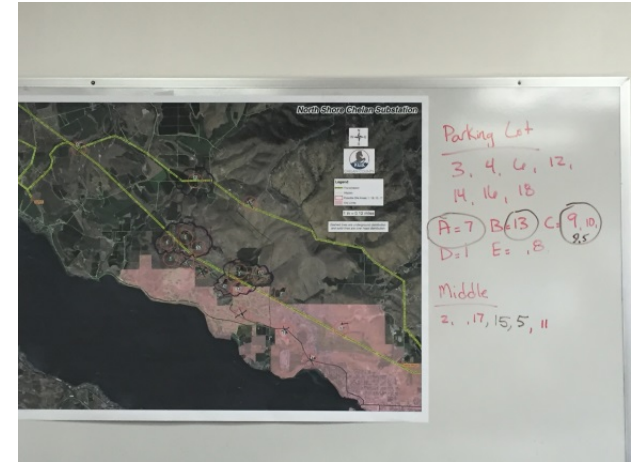 North Shore Chelan Substation
Legend
Parking Lot
3, 4, 6, 12,
14, 16, 18
A=7 B=13 C=9, 10,
8.5
D=1 E= , 8
Middle
2, , 17, 15, 5, 11